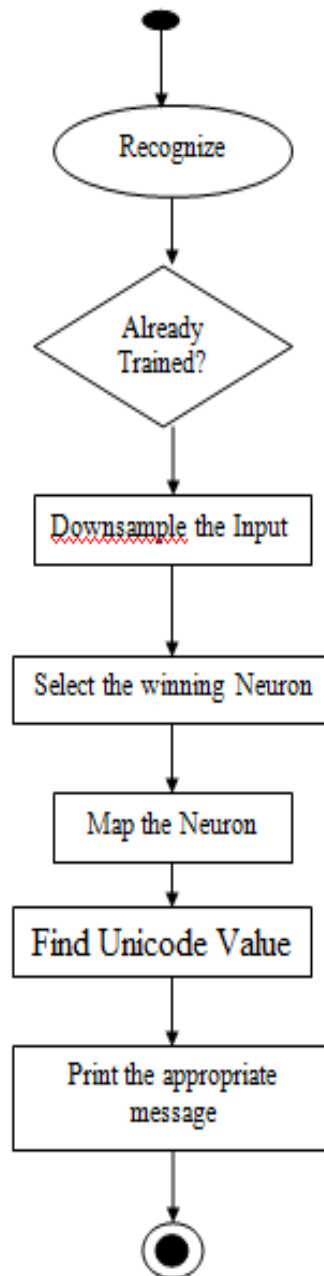 Recognize
Already
Trained?
Downsample the Input
Select the winning Neuron
Map the Neuron
Find Unicode Value
Print the appropriate
message